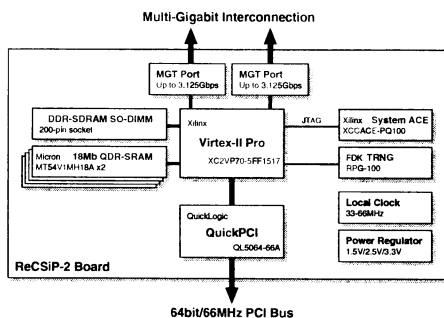 Multi-Gigabit Interconnection
MGT Port
Up to 3.125Gbps
MGT Port
Up to 3.125Gbps
DDR-SDRAM SO-DIMM
200-pin socket
Xilinx
Virtex-II Pro
XC2VP70-5FF1517
JTAG
Xilinx System ACE
XCCACE-PQ100
Micron 18Mb QDR-SRAM
MT54V1MH18A x2
FDK TRNG
RPG-100
QuickLogic
QuickPCI
QL5064-66A
Local Clock
33-66MHz
Power Regulator
1.5V/2.5V/3.3V
ReCSiP-2 Board
64bit/66MHz PCI Bus